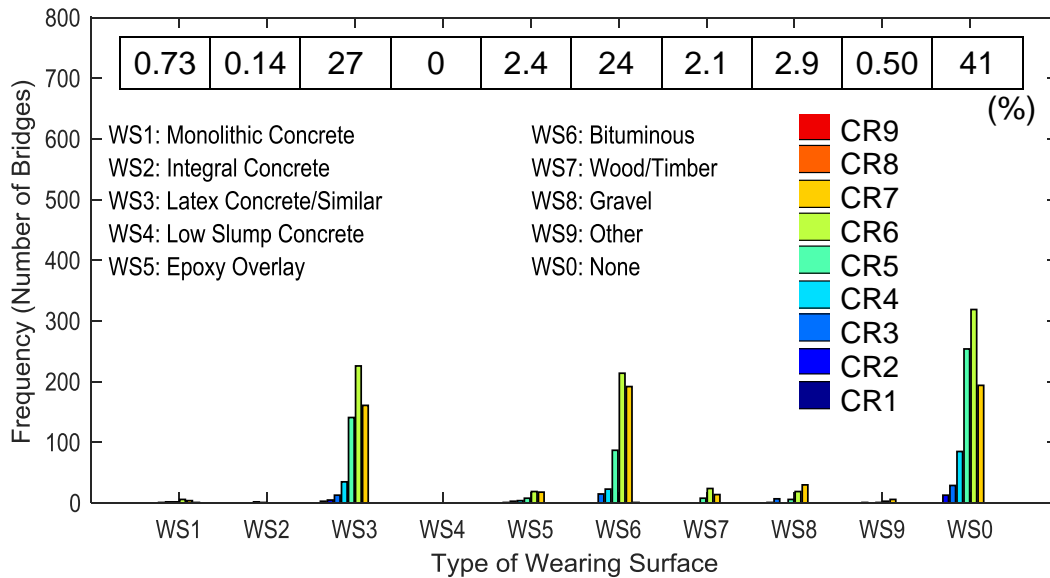 800
0.73 0.14 27 0 2.4 24 2.1 2.9 0.50 41
700
(%)
WS1: Monolithic Concrete WS6: Bituminous CR9
600
WS2: Integral Concrete WS7: Wood/Timber CR8
WS3: Latex Concrete/Similar WS8: Gravel CR7
500
WS4: Low Slump Concrete WS9: Other CR6
WS5: Epoxy Overlay WS0: None CR5
400
CR4
300
CR3
CR2
200
CR1
100
0
Frequency (Number of Bridges)
WS1 WS2 WS3 WS4 WS5 WS6 WS7 WS8 WS9 WS0
Type of Wearing Surface